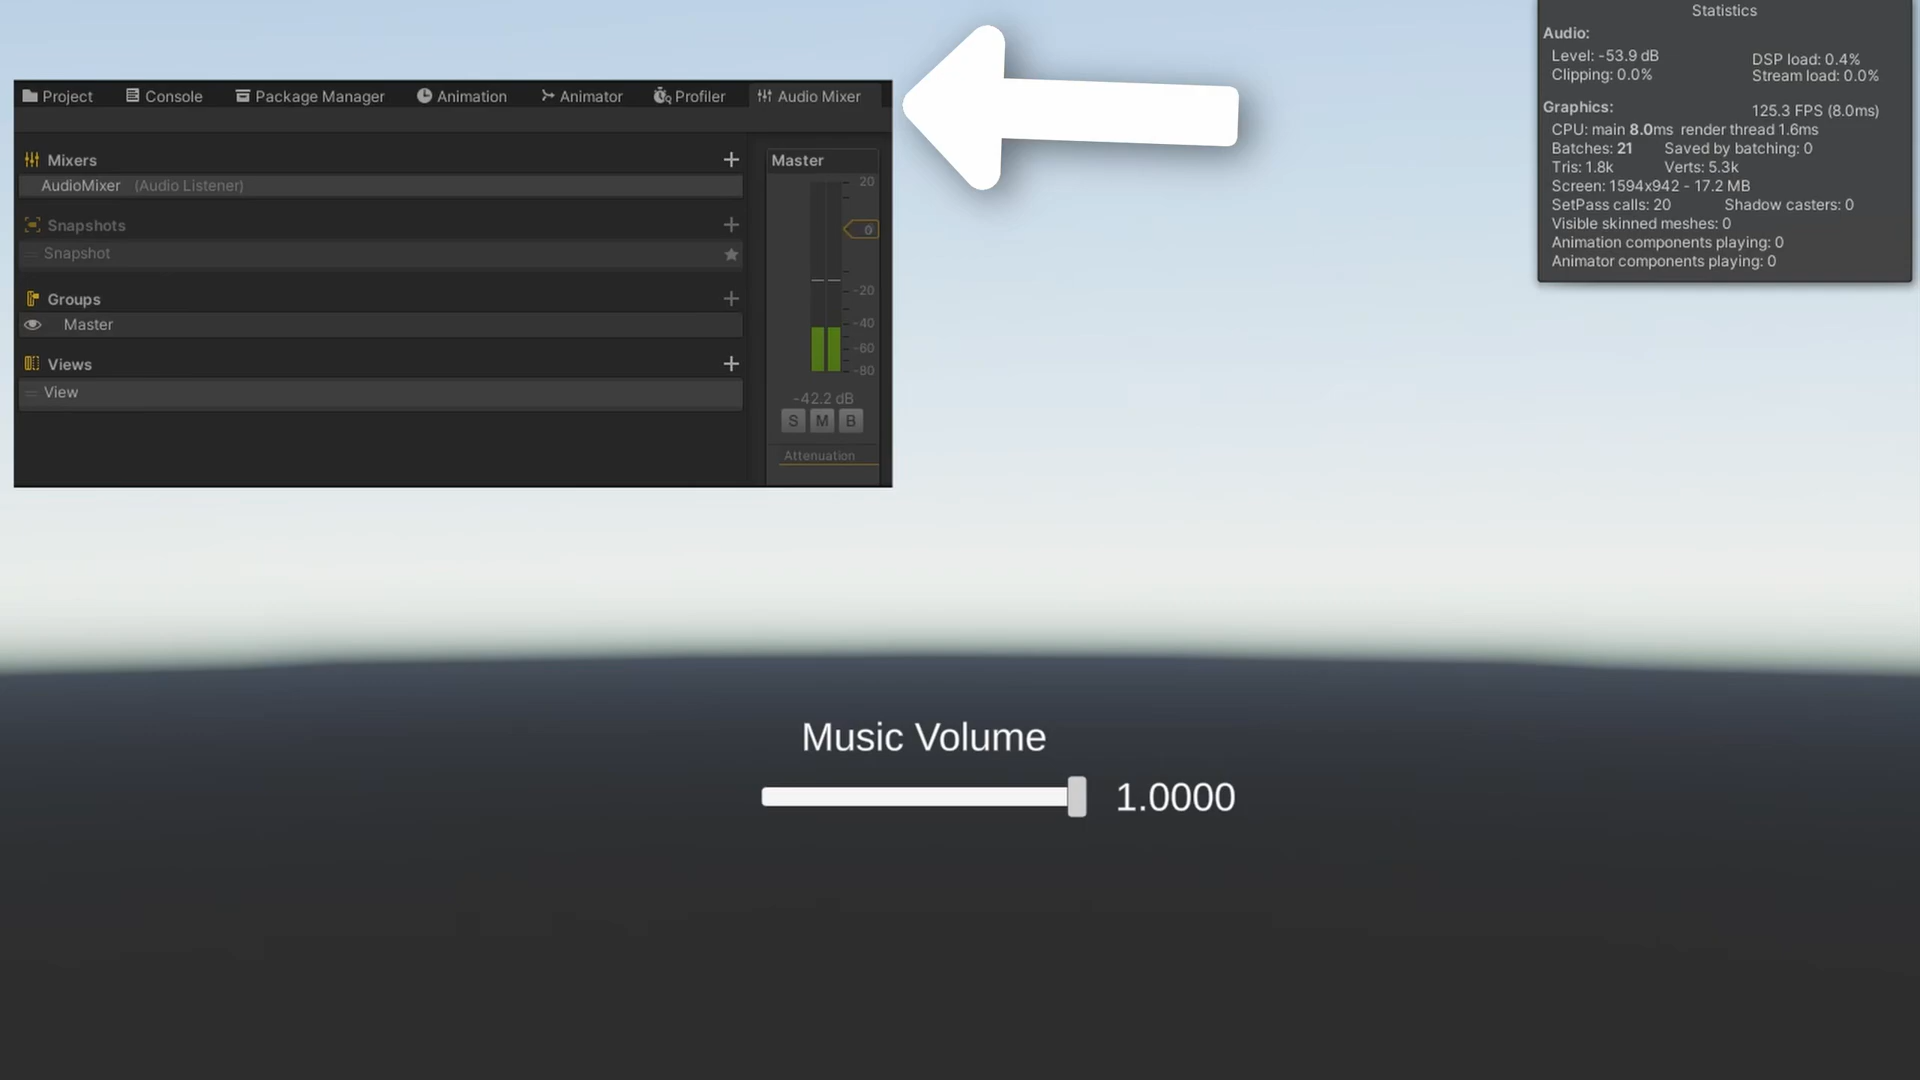 Project Console Package Manager Animation Animator Profiler Audio Mixer
Mixers
AudioMixer (Audio Listener)
Snapshots
Snapshot
Groups
Master
Views
View
Master
20
0
-20
-40
-60
-80
-42.2 dB
S M B
Attenuation
Statistics
Audio:
Level: -53.9 dB DSP load: 0.4%
Clipping: 0.0% Stream load: 0.0%
Graphics: 125.3 FPS (8.0ms)
CPU: main 8.0ms render thread 1.6ms
Batches: 21 Saved by batching: 0
Tris: 1.8k Verts: 5.3k
Screen: 1594x942 - 17.2 MB
SetPass calls: 20 Shadow casters: 0
Visible skinned meshes: 0
Animation components playing: 0
Animator components playing: 0
Music Volume
1.0000